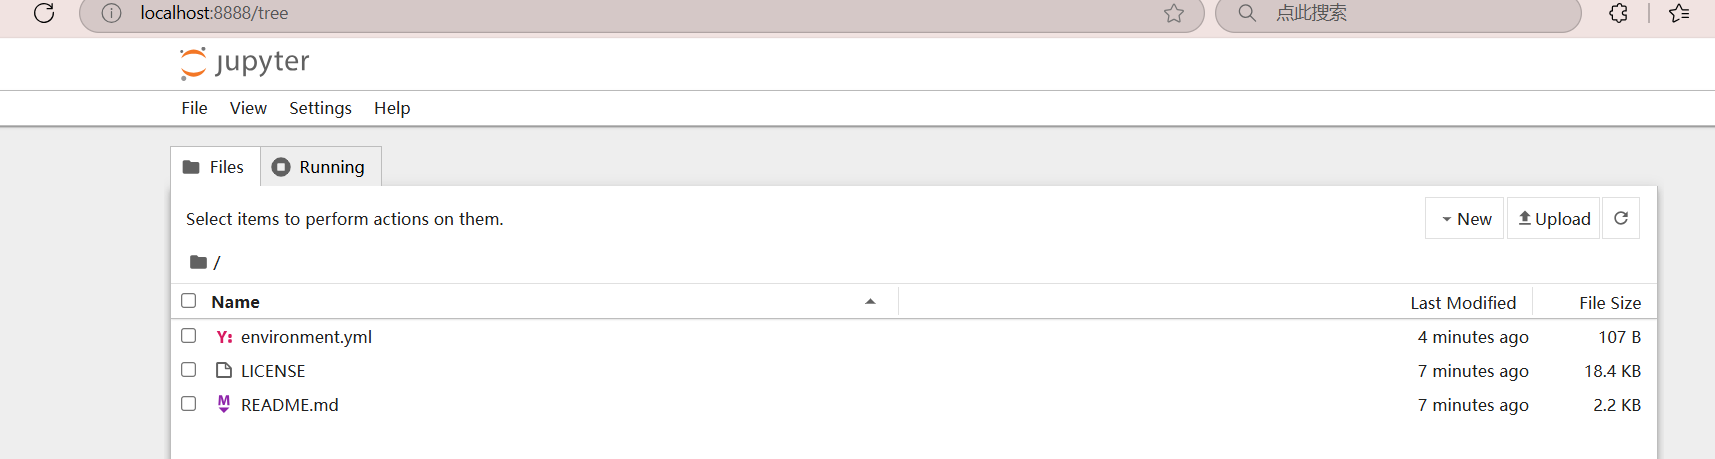 localhost:8888/tree 点此搜索
jupyter
File View Settings Help
Files Running
Select items to perform actions on them. New Upload
/
Name Last Modified File Size
Y: environment.yml 4 minutes ago 107 B
LICENSE 7 minutes ago 18.4 KB
M README.md 7 minutes ago 2.2 KB